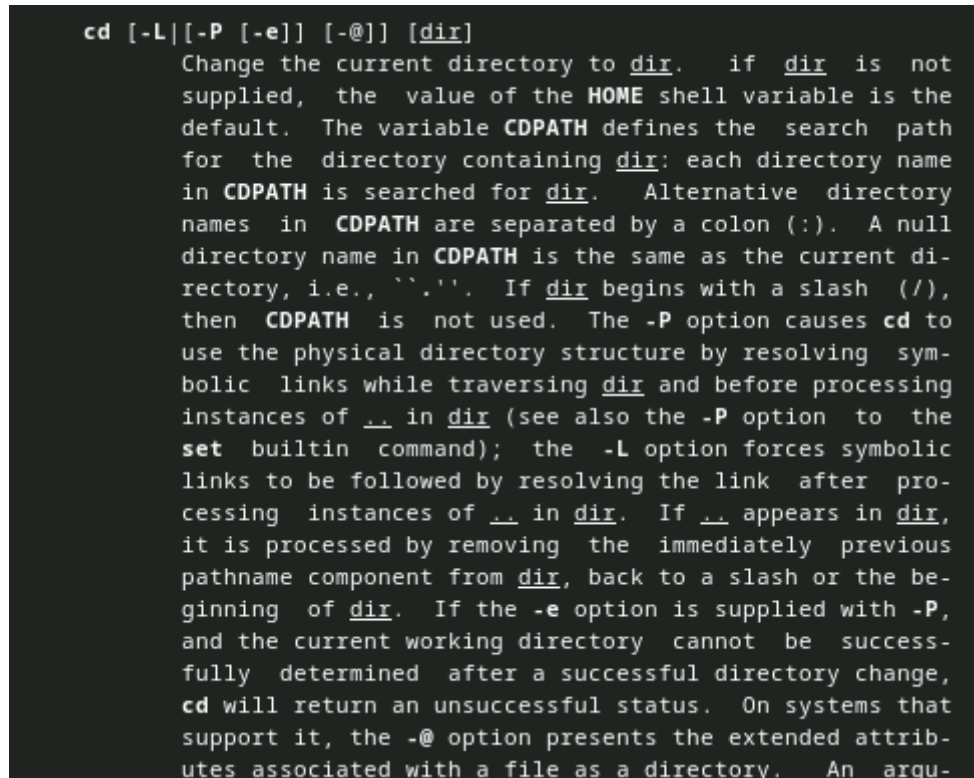 cd [-L|[-P [-e]] [-@]] [dir]
Change the current directory to dir.  if  dir  is  not
supplied,  the  value of the HOME shell variable is the
default.  The variable CDPATH defines the  search  path
for  the  directory containing dir: each directory name
in CDPATH is searched for dir.  Alternative  directory
names  in  CDPATH are separated by a colon (:).  A null
directory name in CDPATH is the same as the current di-
rectory, i.e., ``.''.  If dir begins with a slash  (/),
then  CDPATH  is  not used.  The -P option causes cd to
use the physical directory structure by resolving  sym-
bolic  links while traversing dir and before processing
instances of .. in dir (see also the -P option  to  the
set  builtin  command);  the  -L option forces symbolic
links to be followed by resolving the link  after  pro-
cessing  instances of .. in dir.  If .. appears in dir,
it is processed by removing  the  immediately  previous
pathname component from dir, back to a slash or the be-
ginning  of dir.  If the -e option is supplied with -P,
and the current working directory  cannot  be  success-
fully  determined  after a successful directory change,
cd will return an unsuccessful status.  On systems that
support it, the -@ option presents the extended attrib-
utes associated with a file as a directory.  An  argu-